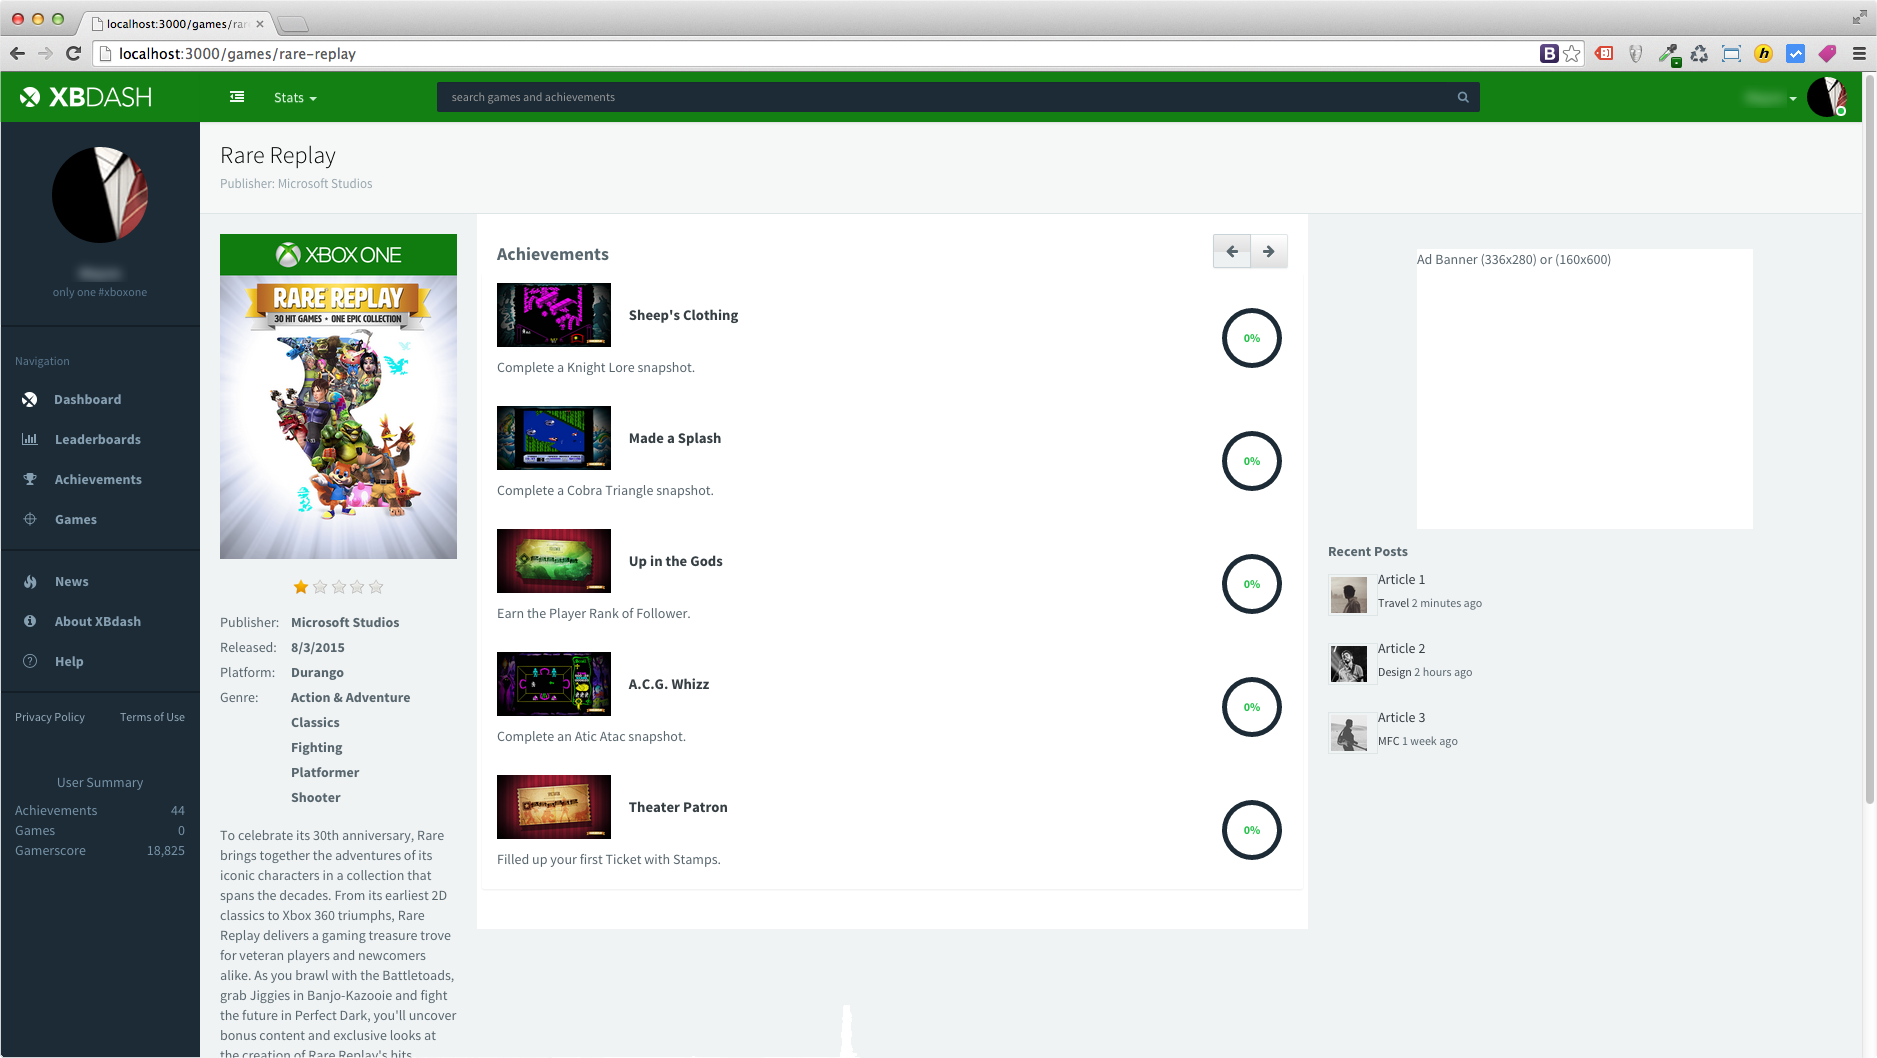 localhost:3000/games/rar
localhost:3000/games/rare-replay
XBDASH
Stats
search games and achievements
only one #xboxone
Navigation
Dashboard
Leaderboards
Achievements
Games
News
About XBdash
Help
Privacy Policy Terms of Use
User Summary
Achievements 44
Games 0
Gamerscore 18,825
Rare Replay
Publisher: Microsoft Studios
XBOX ONE
RARE REPLAY
30 HIT GAMES • ONE EPIC COLLECTION
Publisher: Microsoft Studios
Released: 8/3/2015
Platform: Durango
Genre: Action & Adventure
Classics
Fighting
Platformer
Shooter
To celebrate its 30th anniversary, Rare
brings together the adventures of its
iconic characters in a collection that
spans the decades. From its earliest 2D
classics to Xbox 360 triumphs, Rare
Replay delivers a gaming treasure trove
for veteran players and newcomers
alike. As you brawl with the Battletoads,
grab Jiggies in Banjo-Kazooie and fight
the future in Perfect Dark, you'll uncover
bonus content and exclusive looks at
the creation of Rare Replay's hits.
Achievements
Sheep's Clothing
0%
Complete a Knight Lore snapshot.
Made a Splash
0%
Complete a Cobra Triangle snapshot.
Up in the Gods
0%
Earn the Player Rank of Follower.
A.C.G. Whizz
0%
Complete an Atic Atac snapshot.
Theater Patron
0%
Filled up your first Ticket with Stamps.
Ad Banner (336x280) or (160x600)
Recent Posts
Article 1
Travel 2 minutes ago
Article 2
Design 2 hours ago
Article 3
MFC 1 week ago